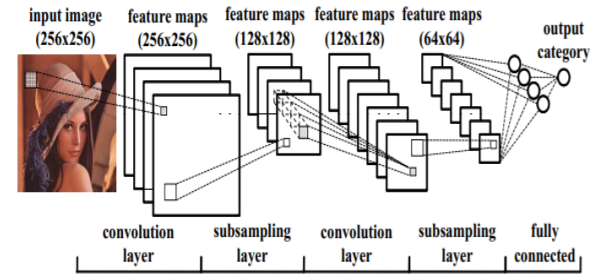 input image
(256x256)
feature maps
(256x256)
feature maps
(128x128)
feature maps
(128x128)
feature maps
(64x64)
output
category
convolution
layer
subsampling
layer
convolution
layer
subsampling
layer
fully
connected